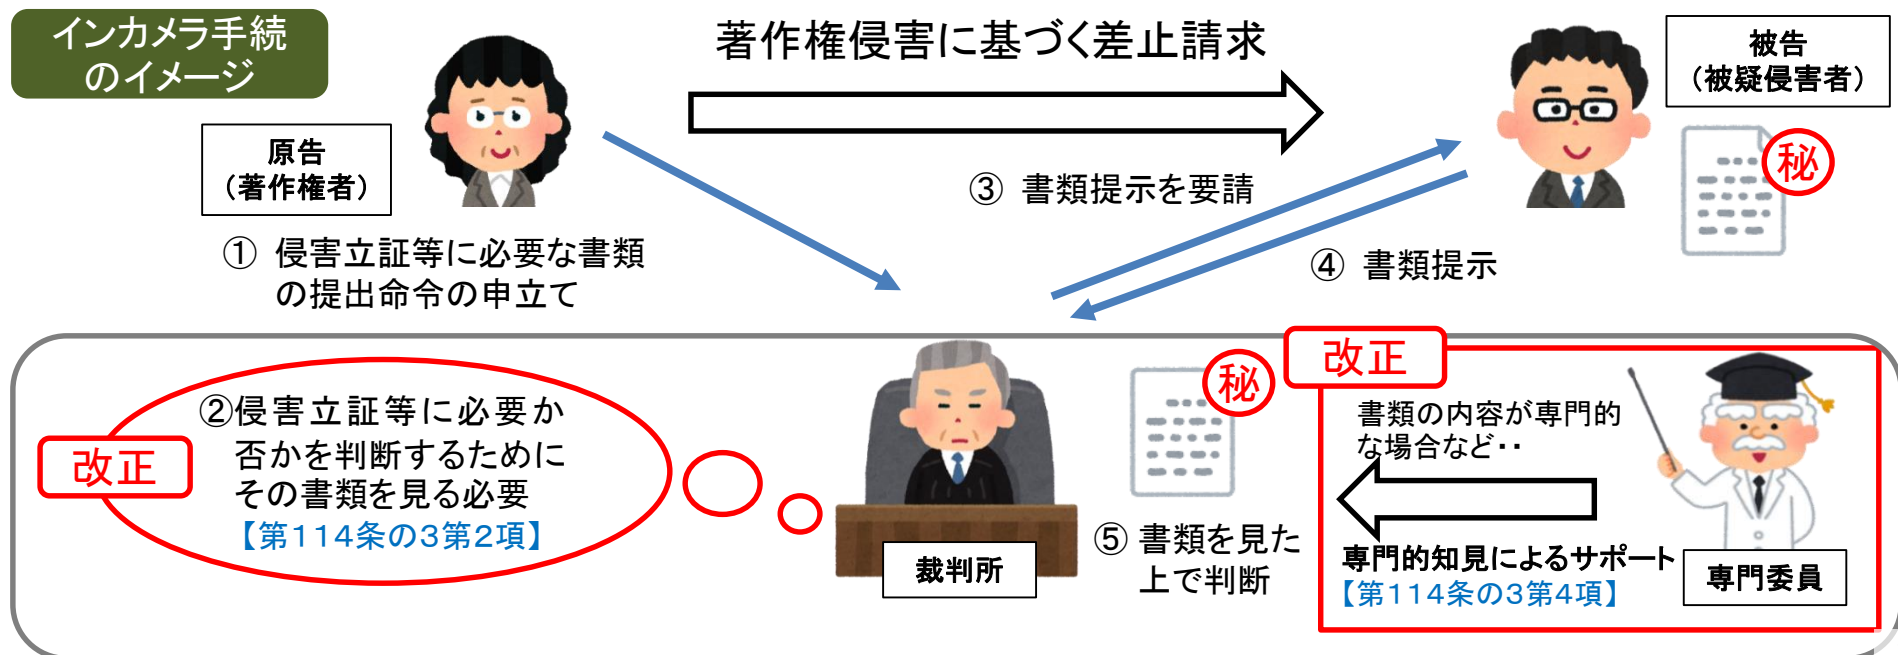 インカメラ手続
のイメージ
著作権侵害に基づく差止請求
原告
(著作権者)
被告
(被疑侵害者)
秘
① 侵害立証等に必要な書類
の提出命令の申立て
③ 書類提示を要請
④ 書類提示
改正
②侵害立証等に必要か
否かを判断するために
その書類を見る必要
【第114条の3第2項】
裁判所
秘
⑤ 書類を見た
上で判断
改正
書類の内容が専門的
な場合など・・
専門的知見によるサポート
【第114条の3第4項】
専門委員